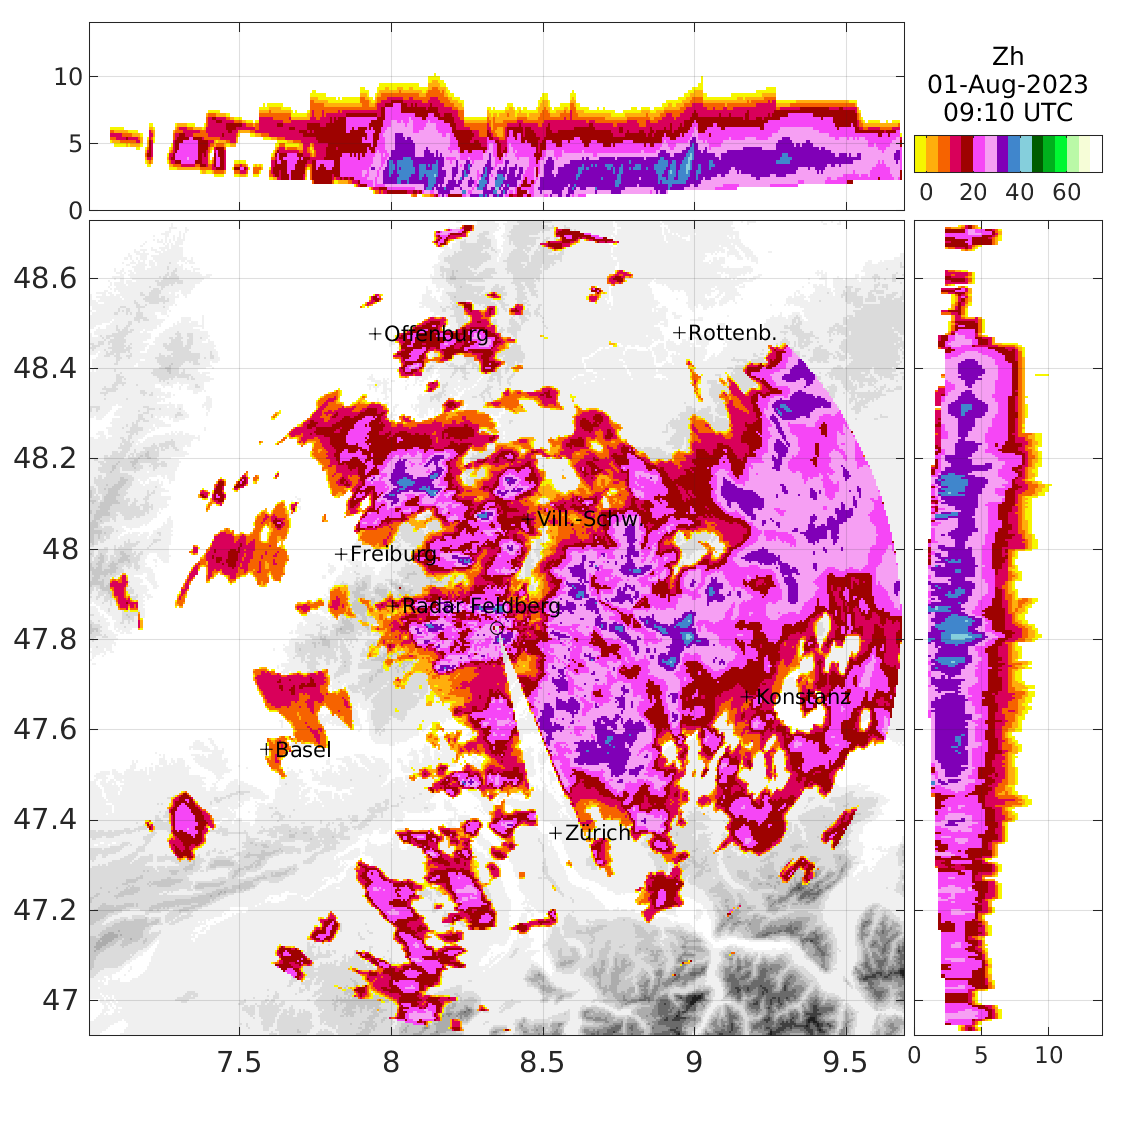 10
5
0
Zh
01-Aug-2023
09:10 UTC
0 20 40 60
48.6
48.4
48.2
48
47.8
47.6
47.4
47.2
47
+Offenburg
+Rottenb.
+Vill.-Schw.
+Freiburg
+Radar Feldberg
+Konstanz
+Basel
+Zürich
7.5 8 8.5 9 9.5
0 5 10